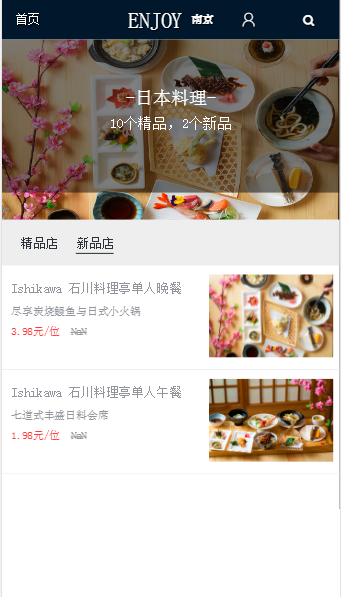 首页 ENJOY 南京
-日本料理-
10个精品，2个新品
精品店 新品店
Ishikawa 石川料理亭单人晚餐
尽享炭烧鳗鱼与日式小火锅
3.98元/位 NaN
Ishikawa 石川料理亭单人午餐
七道式丰盛日料会席
1.98元/位 NaN